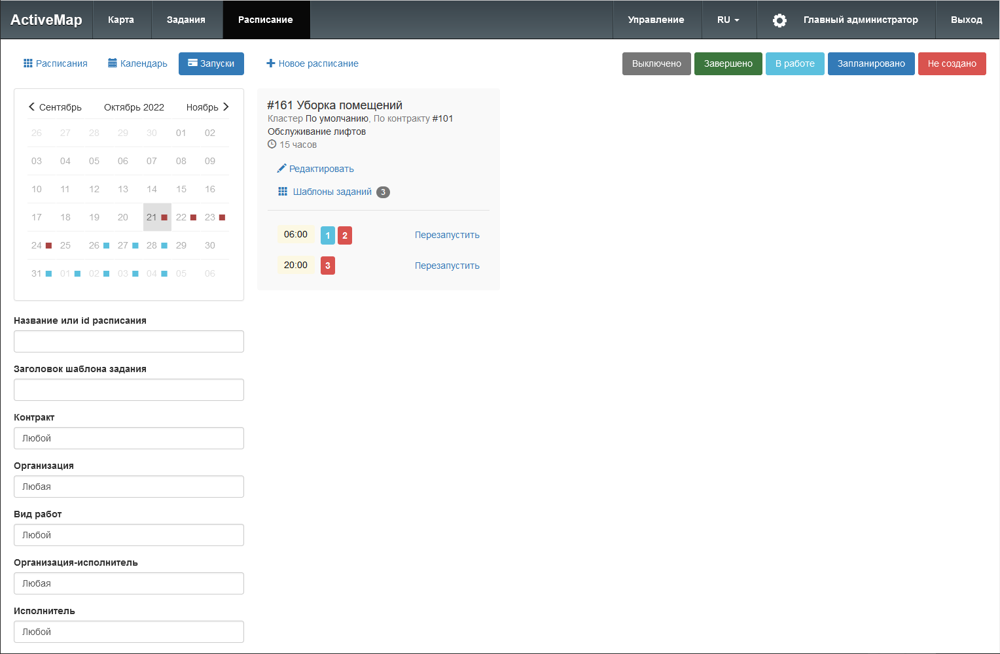 ActiveMap Карта Задания Расписание Управление RU Главный администратор Выход
Расписания Календарь Запуски Новое расписание Выключено Завершено В работе Запланировано Не создано
Сентябрь Октябрь 2022 Ноябрь
26 27 28 29 30 01 02
03 04 05 06 07 08 09
10 11 12 13 14 15 16
17 18 19 20 21 22 23
24 25 26 27 28 29 30
31 01 02 03 04 05 06
#161 Уборка помещений
Кластер По умолчанию, По контракту #101
Обслуживание лифтов
15 часов
Редактировать
Шаблоны заданий 3
06:00 1 2 Перезапустить
20:00 3 Перезапустить
Название или id расписания
Заголовок шаблона задания
Контракт
Любой
Организация
Любая
Вид работ
Любой
Организация-исполнитель
Любая
Исполнитель
Любой